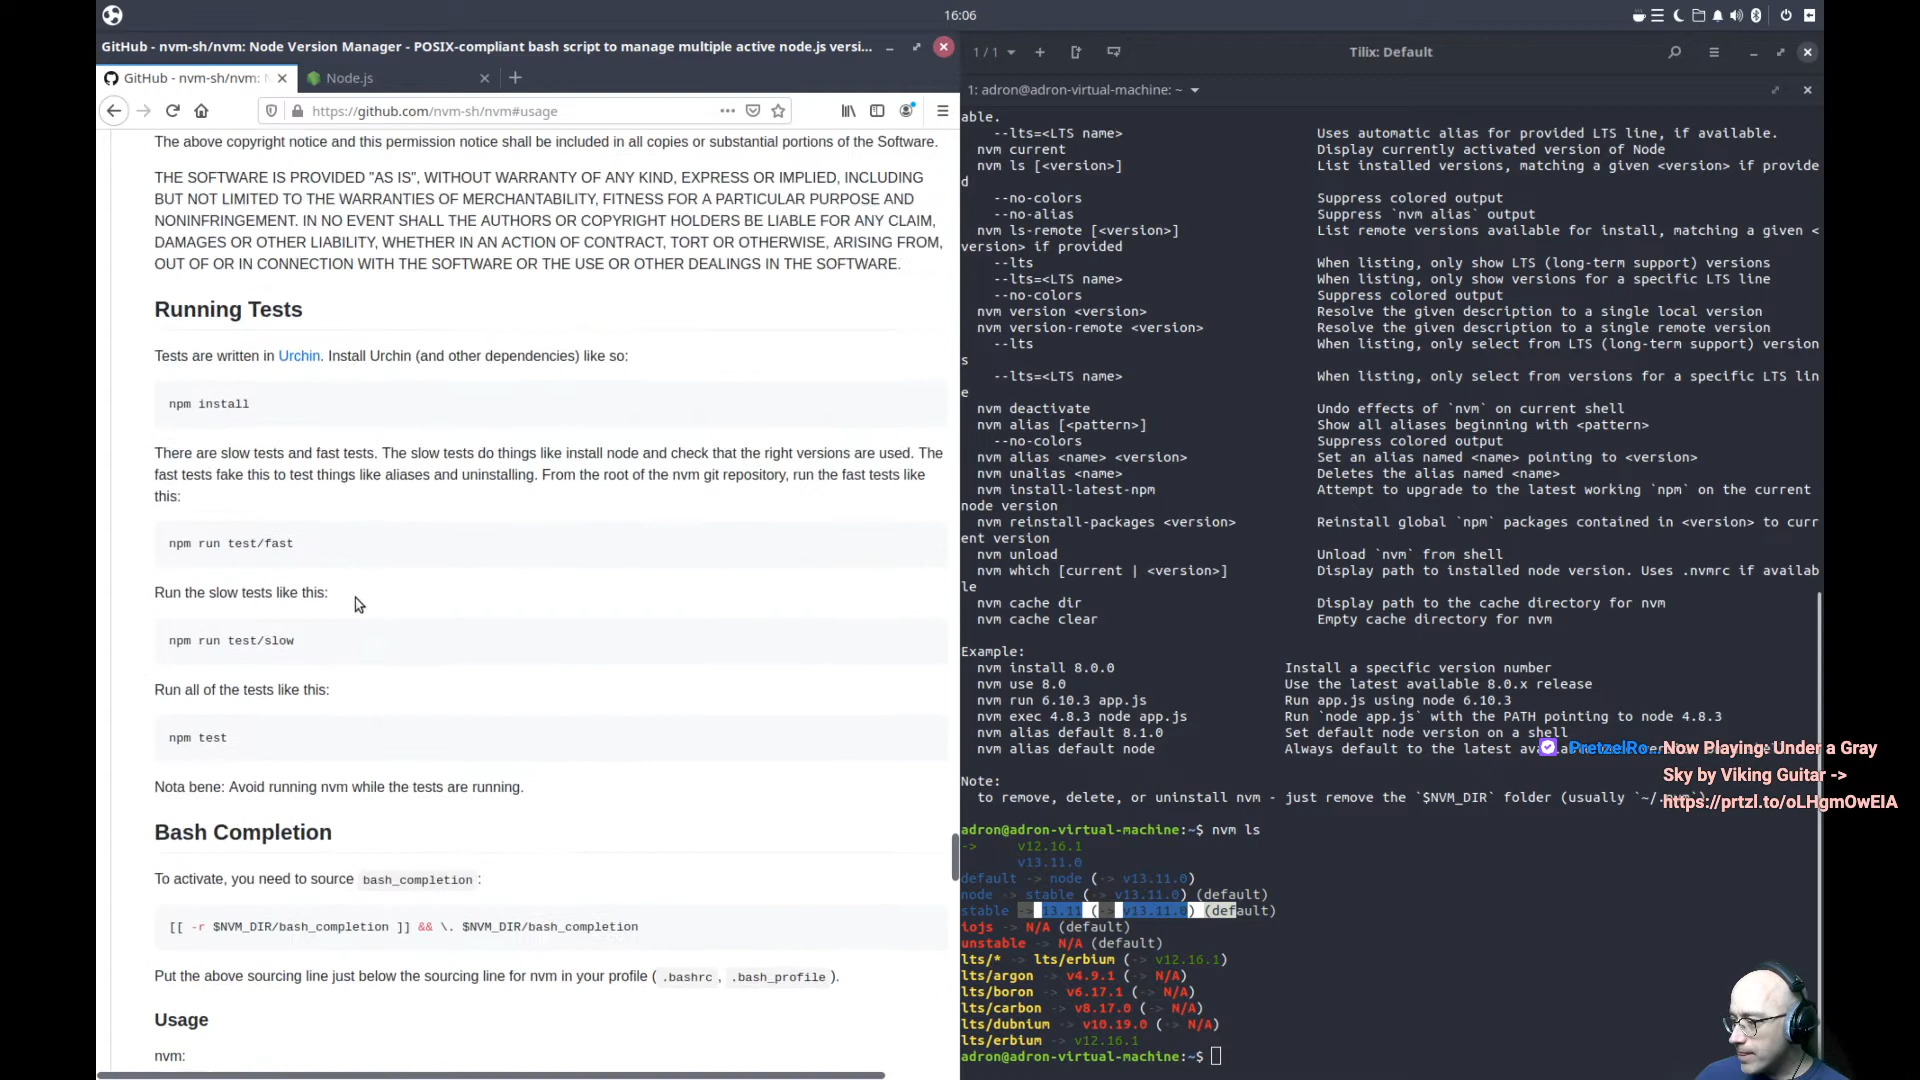 16:06
GitHub - nvm-sh/nvm: Node Version Manager - POSIX-compliant bash script to manage multiple active node.js versi...
GitHub - nvm-sh/nvm: N
Node.js
https://github.com/nvm-sh/nvm#usage
The above copyright notice and this permission notice shall be included in all copies or substantial portions of the Software.
THE SOFTWARE IS PROVIDED "AS IS", WITHOUT WARRANTY OF ANY KIND, EXPRESS OR IMPLIED, INCLUDING
BUT NOT LIMITED TO THE WARRANTIES OF MERCHANTABILITY, FITNESS FOR A PARTICULAR PURPOSE AND
NONINFRINGEMENT. IN NO EVENT SHALL THE AUTHORS OR COPYRIGHT HOLDERS BE LIABLE FOR ANY CLAIM,
DAMAGES OR OTHER LIABILITY, WHETHER IN AN ACTION OF CONTRACT, TORT OR OTHERWISE, ARISING FROM,
OUT OF OR IN CONNECTION WITH THE SOFTWARE OR THE USE OR OTHER DEALINGS IN THE SOFTWARE.
Running Tests
Tests are written in Urchin. Install Urchin (and other dependencies) like so:
npm install
There are slow tests and fast tests. The slow tests do things like install node and check that the right versions are used. The
fast tests fake this to test things like aliases and uninstalling. From the root of the nvm git repository, run the fast tests like
this:
npm run test/fast
Run the slow tests like this:
npm run test/slow
Run all of the tests like this:
npm test
Nota bene: Avoid running nvm while the tests are running.
Bash Completion
To activate, you need to source bash_completion :
[[ -r $NVM_DIR/bash_completion ]] && \. $NVM_DIR/bash_completion
Put the above sourcing line just below the sourcing line for nvm in your profile ( .bashrc , .bash_profile ).
Usage
nvm:
1 / 1
Tilix: Default
1: adron@adron-virtual-machine: ~
able.
--lts=<LTS name> Uses automatic alias for provided LTS line, if available.
nvm current Display currently activated version of Node
nvm ls [<version>] List installed versions, matching a given <version> if provide
d
--no-colors Suppress colored output
--no-alias Suppress `nvm alias` output
nvm ls-remote [<version>] List remote versions available for install, matching a given <
version> if provided
--lts When listing, only show LTS (long-term support) versions
--lts=<LTS name> When listing, only show versions for a specific LTS line
--no-colors Suppress colored output
nvm version <version> Resolve the given description to a single local version
nvm version-remote <version> Resolve the given description to a single remote version
--lts When listing, only select from LTS (long-term support) version
s
--lts=<LTS name> When listing, only select from versions for a specific LTS lin
e
nvm deactivate Undo effects of `nvm` on current shell
nvm alias [<pattern>] Show all aliases beginning with <pattern>
--no-colors Suppress colored output
nvm alias <name> <version> Set an alias named <name> pointing to <version>
nvm unalias <name> Deletes the alias named <name>
nvm install-latest-npm Attempt to upgrade to the latest working `npm` on the current
node version
nvm reinstall-packages <version> Reinstall global `npm` packages contained in <version> to curr
ent version
nvm unload Unload `nvm` from shell
nvm which [current | <version>] Display path to installed node version. Uses .nvmrc if availab
le
nvm cache dir Display path to the cache directory for nvm
nvm cache clear Empty cache directory for nvm
Example:
nvm install 8.0.0 Install a specific version number
nvm use 8.0 Use the latest available 8.0.x release
nvm run 6.10.3 app.js Run app.js using node 6.10.3
nvm exec 4.8.3 node app.js Run `node app.js` with the PATH pointing to node 4.8.3
nvm alias default 8.1.0 Set default node version on a shell
nvm alias default node Always default to the latest
PretzelRo... Now Playing: Under a Gray
Sky by Viking Guitar ->
https://prtzl.to/oLHgmOwEIA
Note:
to remove, delete, or uninstall nvm - just remove the `$NVM_DIR` folder (usually `~/.nvm`)
adron@adron-virtual-machine:~$ nvm ls
-> v12.16.1
v13.11.0
default -> node (-> v13.11.0)
node -> stable (-> v13.11.0) (default)
stable -> 13.11 (-> v13.11.0) (default)
iojs -> N/A (default)
unstable -> N/A (default)
lts/* -> lts/erbium (-> v12.16.1)
lts/argon -> v4.9.1 (-> N/A)
lts/boron -> v6.17.1 (-> N/A)
lts/carbon -> v8.17.0 (-> N/A)
lts/dubnium -> v10.19.0 (-> N/A)
lts/erbium -> v12.16.1
adron@adron-virtual-machine:~$